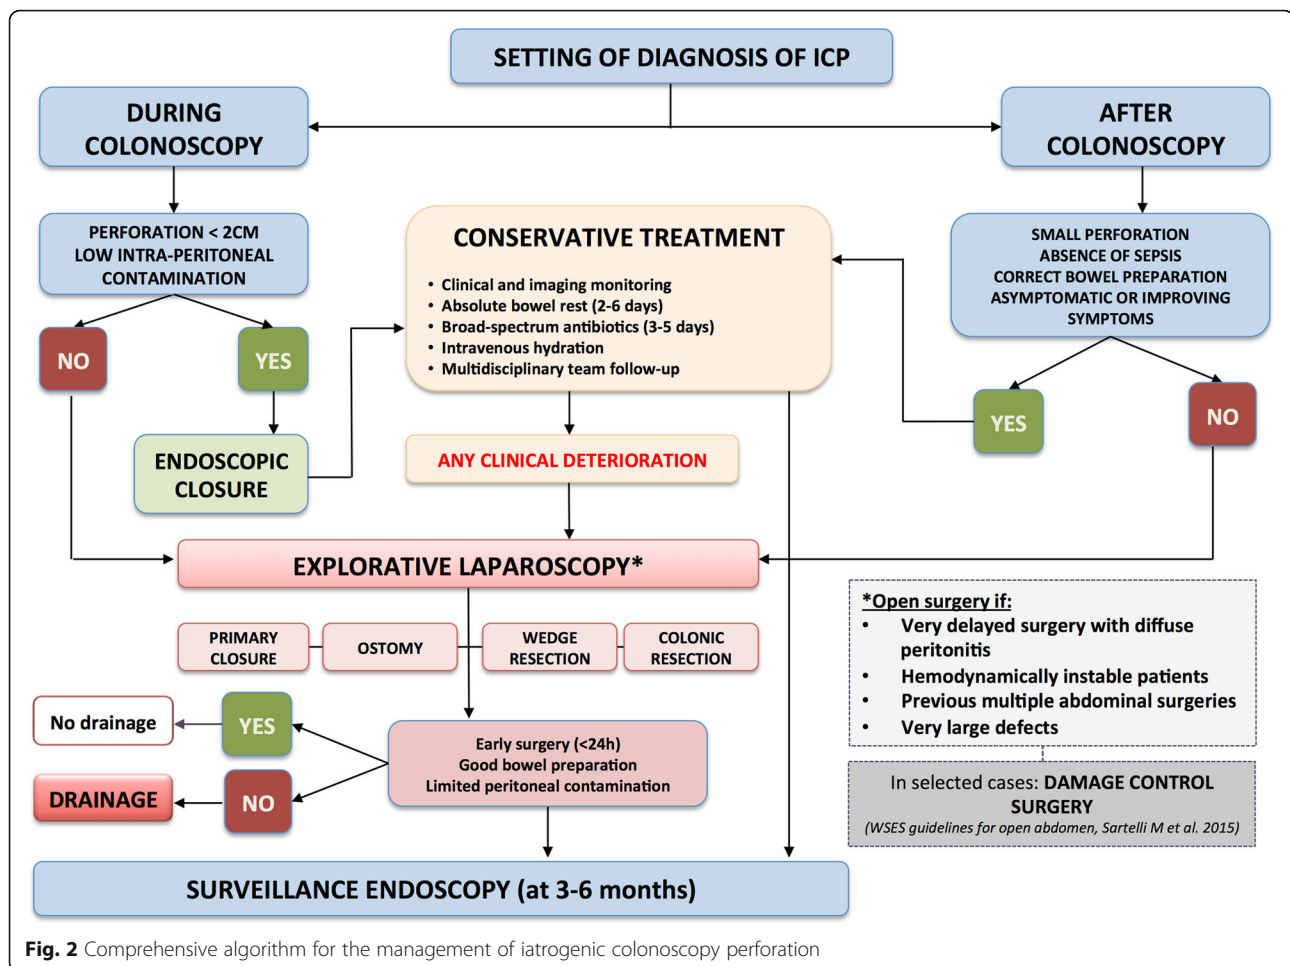 SETTING OF DIAGNOSIS OF ICP
DURING
COLONOSCOPY
AFTER
COLONOSCOPY
PERFORATION < 2CM
LOW INTRA-PERITONEAL
CONTAMINATION
NO
YES
ENDOSCOPIC
CLOSURE
CONSERVATIVE TREATMENT
• Clinical and imaging monitoring
• Absolute bowel rest (2-6 days)
• Broad-spectrum antibiotics (3-5 days)
• Intravenous hydration
• Multidisciplinary team follow-up
SMALL PERFORATION
ABSENCE OF SEPSIS
CORRECT BOWEL PREPARATION
ASYMPTOMATIC OR IMPROVING
SYMPTOMS
YES
NO
ANY CLINICAL DETERIORATION
EXPLORATIVE LAPAROSCOPY*
PRIMARY
CLOSURE
OSTOMY
WEDGE
RESECTION
COLONIC
RESECTION
*Open surgery if:
• Very delayed surgery with diffuse
peritonitis
• Hemodynamically instable patients
• Previous multiple abdominal surgeries
• Very large defects
In selected cases: DAMAGE CONTROL
SURGERY
(WSES guidelines for open abdomen, Sartelli M et al. 2015)
No drainage
YES
DRAINAGE
NO
Early surgery (<24h)
Good bowel preparation
Limited peritoneal contamination
SURVEILLANCE ENDOSCOPY (at 3-6 months)
Fig. 2 Comprehensive algorithm for the management of iatrogenic colonoscopy perforation